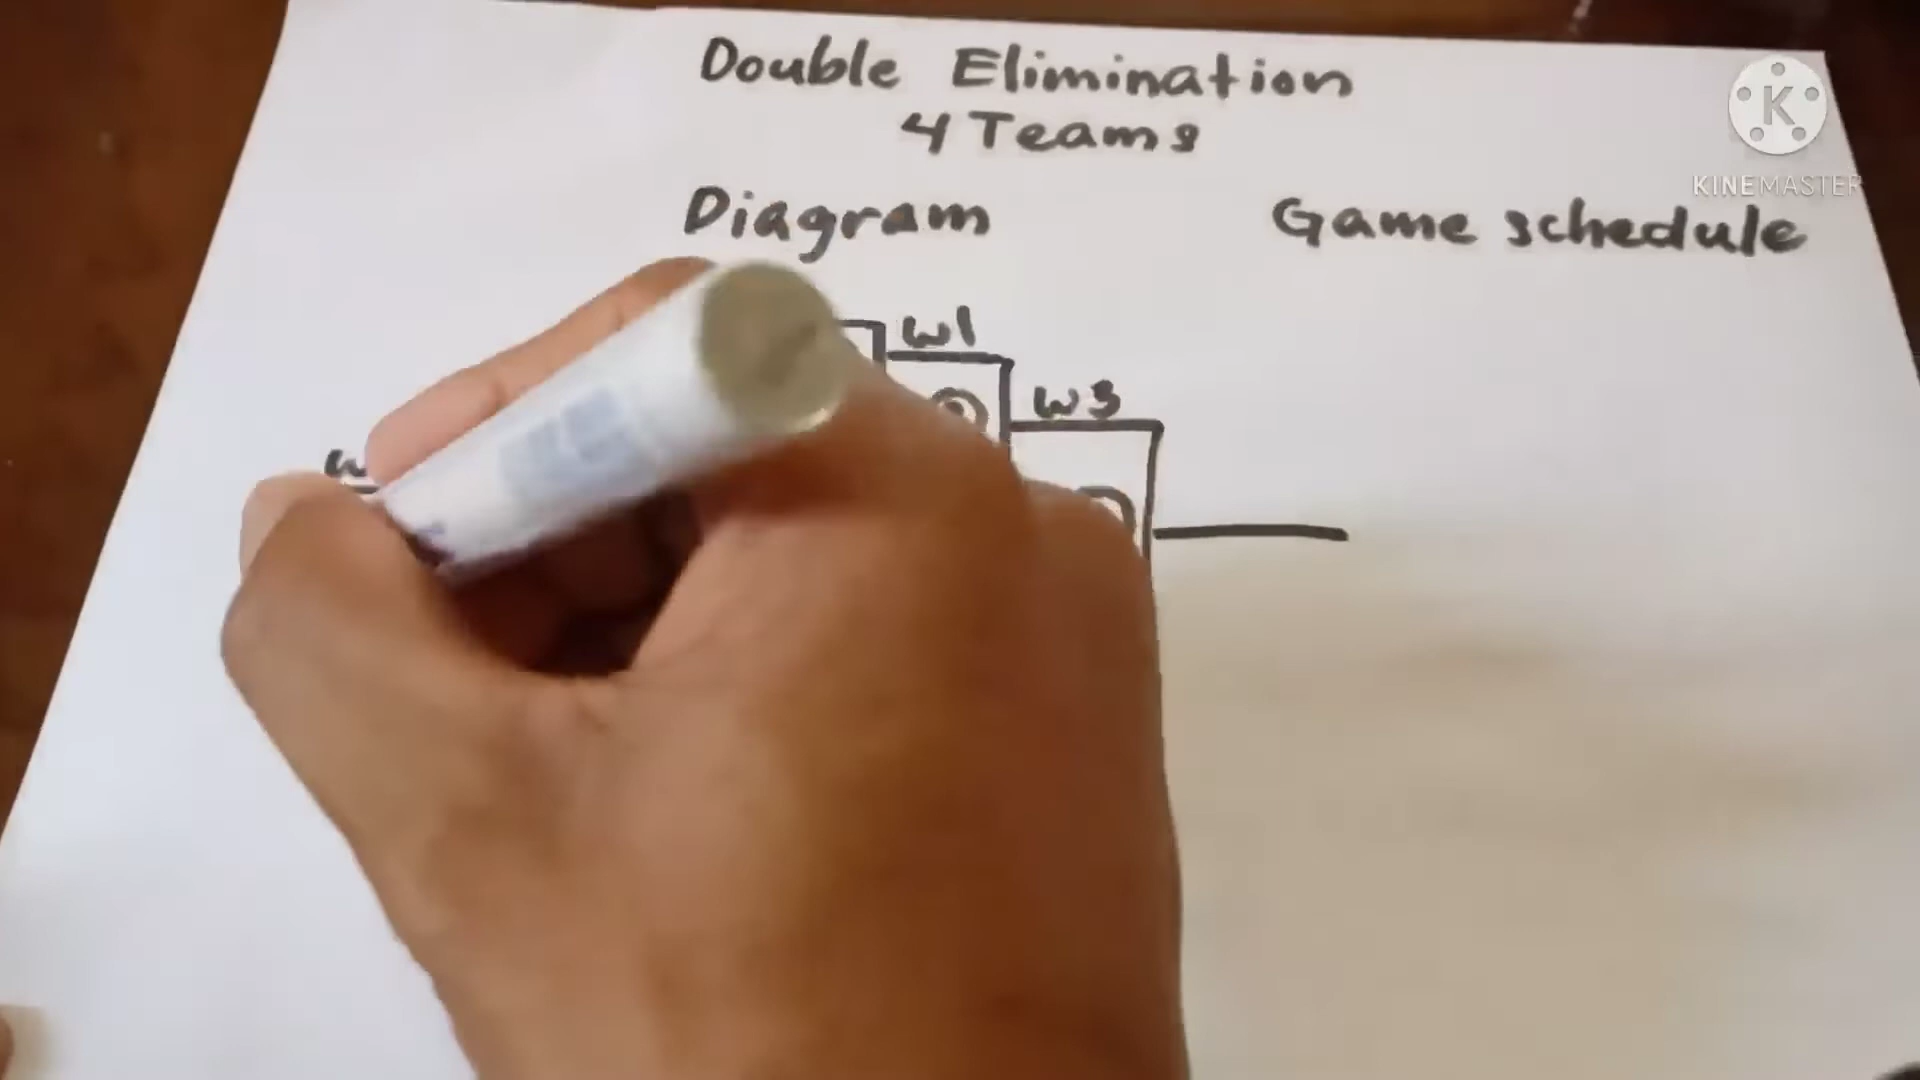 Double Elimination
4 Teams
KINEMASTER
Diagram
Game schedule
W1
W3